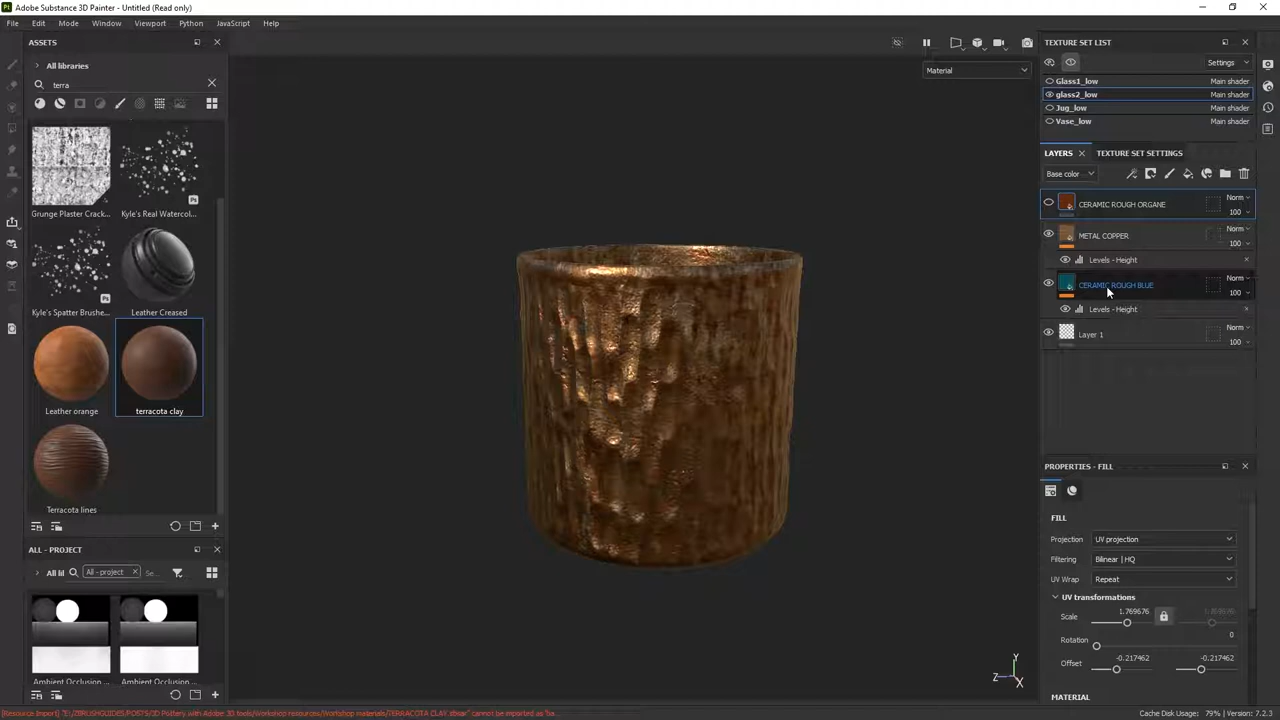 Adobe Substance 3D Painter - Untitled (Read only)
File Edit Mode Window Viewport Python JavaScript Help
ASSETS
All libraries
terra
Grunge Plaster Crack...
Kyle's Real Watercol...
Kyle's Spatter Brushe...
Leather Creased
Leather orange
terracota clay
Terracota lines
ALL - PROJECT
All lil
All - project
Se...
Ambient Occlusion
Ambient Occlusion
Material
TEXTURE SET LIST
Settings
Glass1_low Main shader
glass2_low Main shader
Jug_low Main shader
Vase_low Main shader
LAYERS
TEXTURE SET SETTINGS
Base color
CERAMIC ROUGH ORGANE
Norm
100
METAL COPPER
Norm
100
Levels - Height
CERAMIC ROUGH BLUE
Norm
100
Levels - Height
Layer 1
Norm
100
PROPERTIES - FILL
FILL
Projection UV projection
Filtering Bilinear | HQ
UV Wrap Repeat
UV transformations
Scale 1.769676 1.769676
Rotation 0
Offset -0.217462 -0.217462
MATERIAL
Y
Z
X
Cache Disk Usage: 79% | Version: 7.2.3